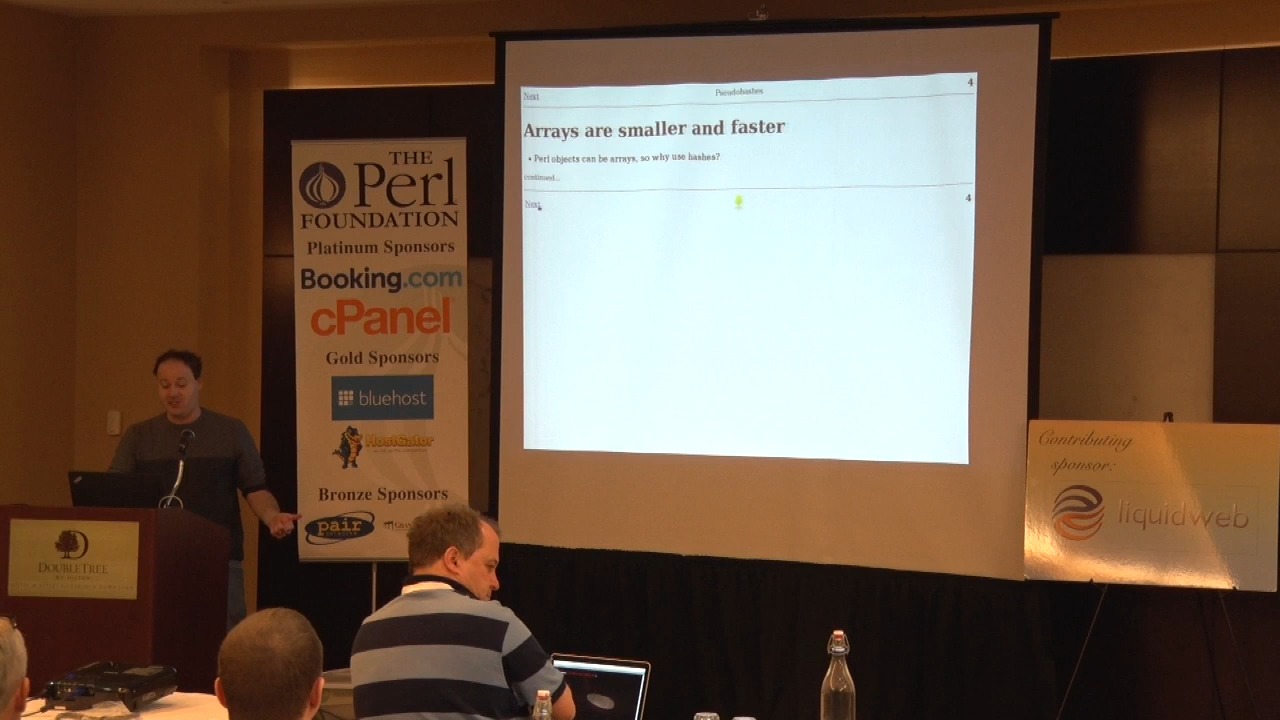 THE
Perl
FOUNDATION
Platinum Sponsors
Booking.com
cPanel
Gold Sponsors
bluehost
HostGator
Bronze Sponsors
pair
Next
Pseudohashes
4
Arrays are smaller and faster
• Perl objects can be arrays, so why use hashes?
continued...
Next
4
Contributing
sponsor:
liquidweb
D
DOUBLETREE
BY HILTON